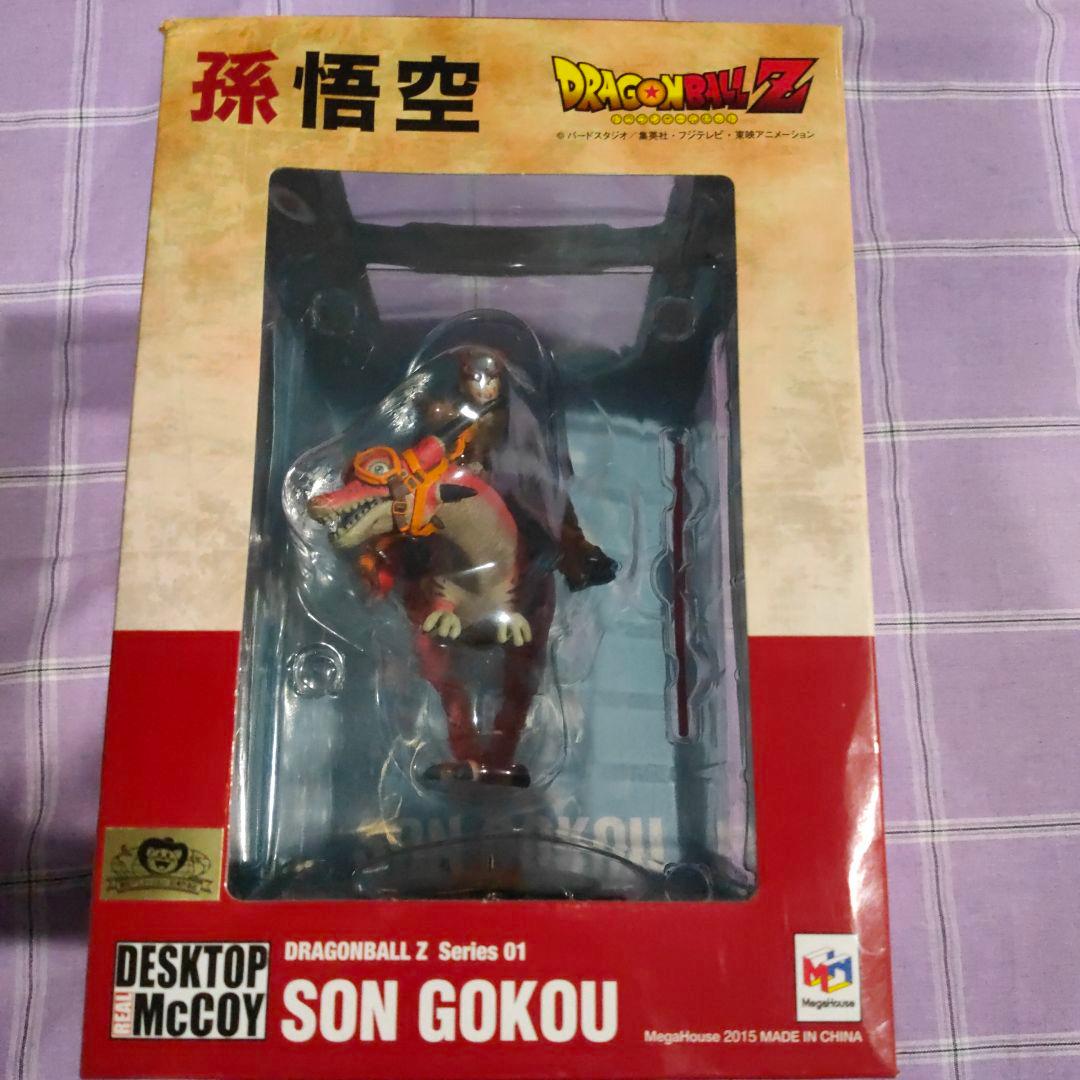 孫悟空
DRAGONBALL Z
©バードスタジオ／集英社・フジテレビ・東映アニメーション
SON GOKOU
DESKTOP
REAL McCOY
DRAGONBALL Z Series 01
SON GOKOU
MegaHouse
MegaHouse 2015 MADE IN CHINA